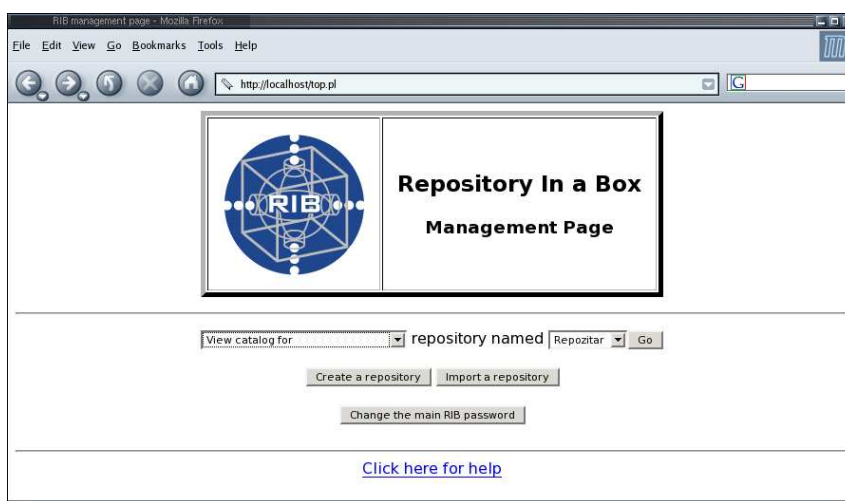 RIB management page - Mozilla Firefox
File Edit View Go Bookmarks Tools Help
http://localhost/top.pl
G
RIB
Repository In a Box
Management Page
View catalog for repository named Repozitar Go
Create a repository Import a repository
Change the main RIB password
Click here for help